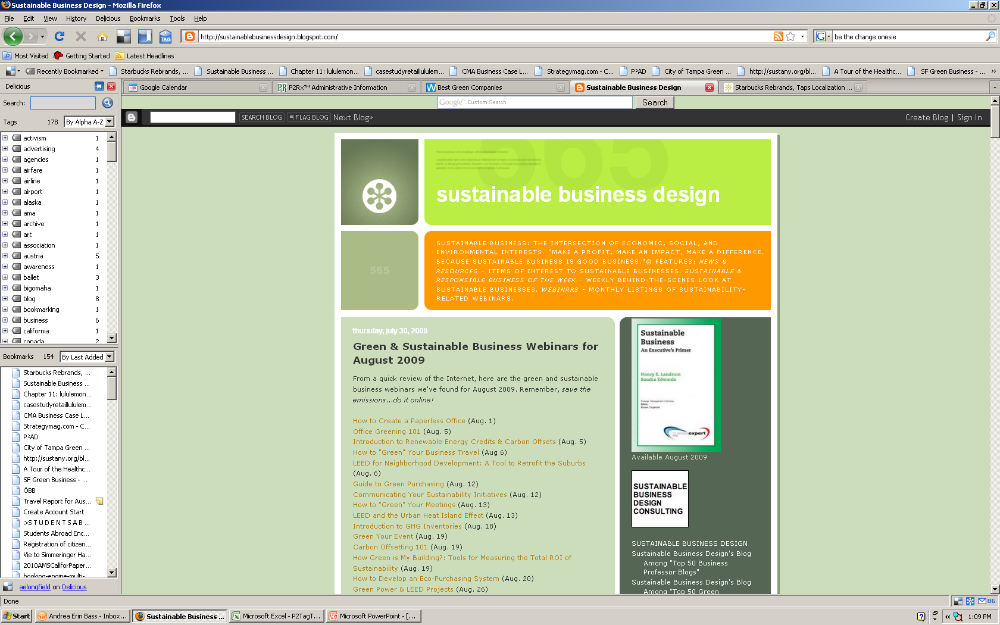 Sustainable Business Design - Mozilla Firefox
File Edit View History Delicious Bookmarks Tools Help
TAG
http://sustainablebusinessdesign.blogspot.com/
G
be the change onesie
Most Visited Getting Started Latest Headlines
Recently Bookmarked Starbucks Rebrands, ... Sustainable Business ... Chapter 11: lululemon... casestudyretaillululem... CMA Business Case L... Strategymag.com - C... P²AD City of Tampa Green ... http://sustany.org/bl... A Tour of the Healthc... SF Green Business - ... »
Delicious
Google Calendar P2Rx™ Administrative Information Best Green Companies Sustainable Business Design Starbucks Rebrands, Taps Localization ...
Search:
Google™ Custom Search Search
Tags 178 By Alpha A-Z
SEARCH BLOG FLAG BLOG Next Blog» Create Blog | Sign In
activism 1
advertising 4
agencies 1
airfare 1
airline 1
airport 1
alaska 1
ama 1
archive 1
art 1
association 1
austria 5
awareness 1
ballet 3
bigomaha 1
blog 8
bookmarking 1
business 6
california 1
canada 2
Bookmarks 154 By Last Added
Starbucks Rebrands, ...
Sustainable Business ...
Chapter 11: lululemon...
casestudyretaillululem...
CMA Business Case L...
Strategymag.com - C...
P²AD
City of Tampa Green ...
http://sustany.org/bl...
A Tour of the Healthc...
SF Green Business - ...
ÖBB
Travel Report for Aus...
Create Account Start
>S T U D E N T S A B ...
Students Abroad Enc...
Registration of citizen...
Vie to Simmeringer Ha...
2010AMSCallforPaper...
booking-engine-multi-
aelongfield on Delicious
565
sustainable business design
565
SUSTAINABLE BUSINESS: THE INTERSECTION OF ECONOMIC, SOCIAL, AND
ENVIRONMENTAL INTERESTS. "MAKE A PROFIT, MAKE AN IMPACT, MAKE A DIFFERENCE.
BECAUSE SUSTAINABLE BUSINESS IS GOOD BUSINESS."© FEATURES: NEWS &
RESOURCES - ITEMS OF INTEREST TO SUSTAINABLE BUSINESSES. SUSTAINABLE &
RESPONSIBLE BUSINESS OF THE WEEK - WEEKLY BEHIND-THE-SCENES LOOK AT
SUSTAINABLE BUSINESSES. WEBINARS - MONTHLY LISTINGS OF SUSTAINABILITY-
RELATED WEBINARS.
thursday, july 30, 2009
Green & Sustainable Business Webinars for
August 2009
From a quick review of the Internet, here are the green and sustainable
business webinars we've found for August 2009. Remember, save the
emissions...do it online!
How to Create a Paperless Office (Aug. 1)
Office Greening 101 (Aug. 5)
Introduction to Renewable Energy Credits & Carbon Offsets (Aug. 5)
How to "Green" Your Business Travel (Aug 6)
LEED for Neighborhood Development: A Tool to Retrofit the Suburbs
(Aug. 6)
Guide to Green Purchasing (Aug. 12)
Communicating Your Sustainability Initiatives (Aug. 12)
How to "Green" Your Meetings (Aug. 13)
LEED and the Urban Heat Island Effect (Aug. 13)
Introduction to GHG Inventories (Aug. 18)
Green Your Event (Aug. 19)
Carbon Offsetting 101 (Aug. 19)
How Green is My Building?: Tools for Measuring the Total ROI of
Sustainability (Aug. 19)
How to Develop an Eco-Purchasing System (Aug. 20)
Green Power & LEED Projects (Aug. 26)
Sustainable
Business
An Executive's Primer
Nancy E. Landrum
Sandra Edwards
Strategic Management Collection
expert
Available August 2009
SUSTAINABLE
BUSINESS
DESIGN
CONSULTING
SUSTAINABLE BUSINESS DESIGN
Sustainable Business Design's Blog
Among "Top 50 Business
Professor Blogs"
Sustainable Business Design's Blog
Among "Top 50 Green
Done 86
Start Andrea Erin Bass - Inbox... Sustainable Business ... Microsoft Excel - P2TagT... Microsoft PowerPoint - [... « 1:09 PM